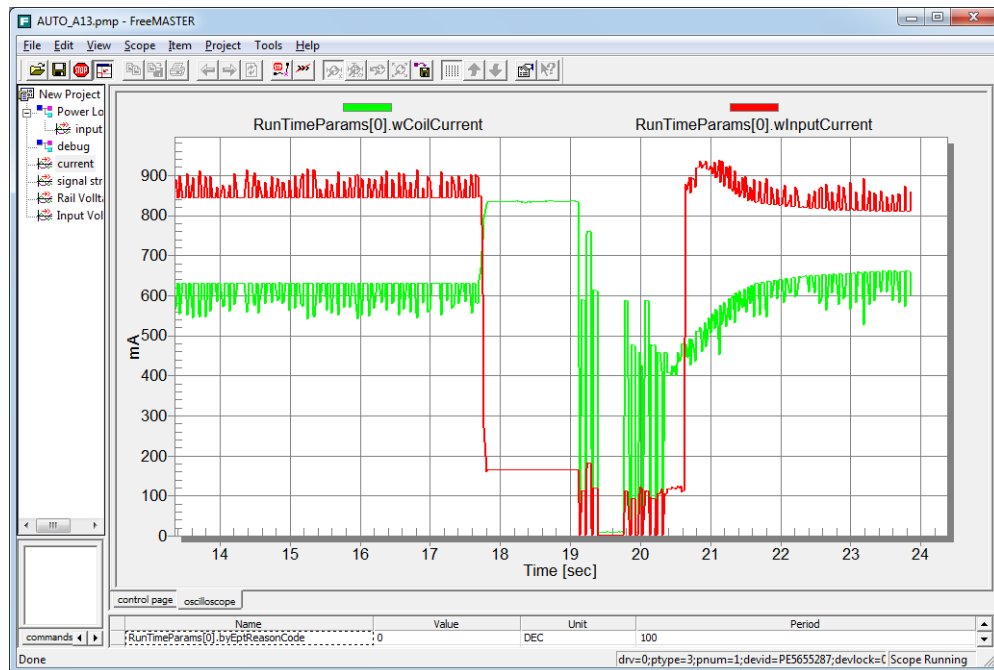 AUTO_A13.pmp - FreeMASTER
File Edit View Scope Item Project Tools Help
New Project
Power Lo
input
debug
current
signal str
Rail Vollta
Input Vol
RunTimeParams[0].wCoilCurrent
RunTimeParams[0].wInputCurrent
900
800
700
600
500
400
300
200
100
0
mA
14 15 16 17 18 19 20 21 22 23 24
Time [sec]
control page oscilloscope
Name Value Unit Period
RunTimeParams[0].byEptReasonCode 0 DEC 100
commands
Done drv=0;ptype=3;pnum=1;devid=PE5655287;devlock=0 Scope Running